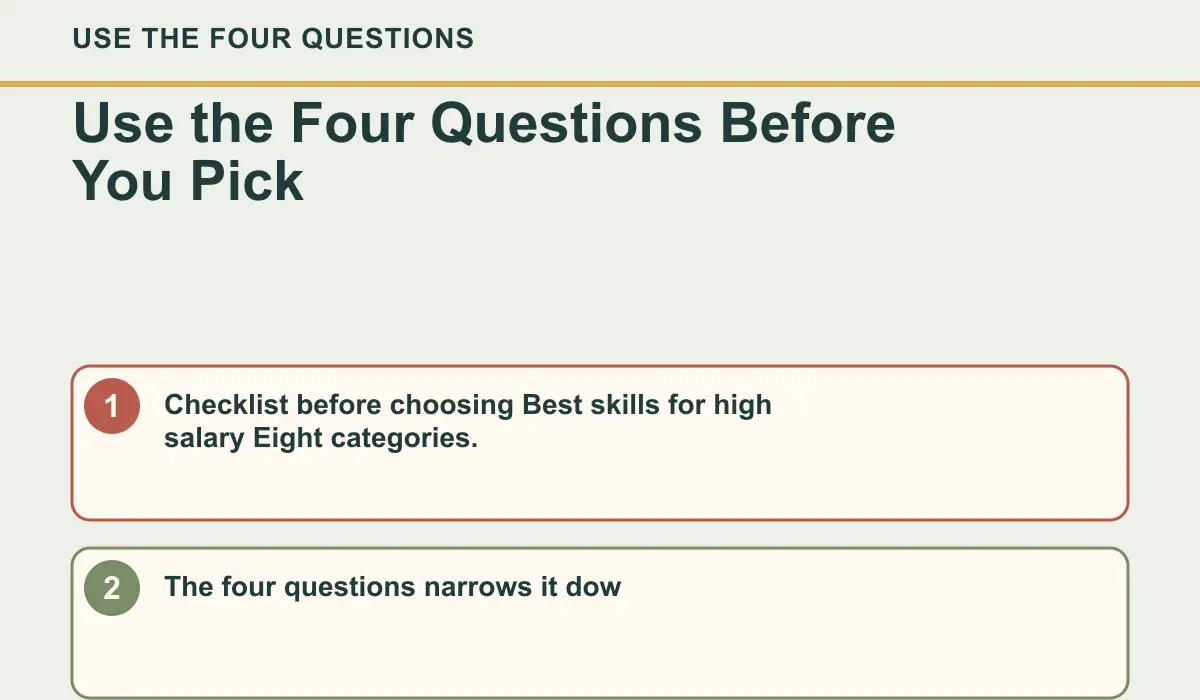 USE THE FOUR QUESTIONS
Use the Four Questions Before
You Pick
1
Checklist before choosing Best skills for high
salary Eight categories.
2
The four questions narrows it dow